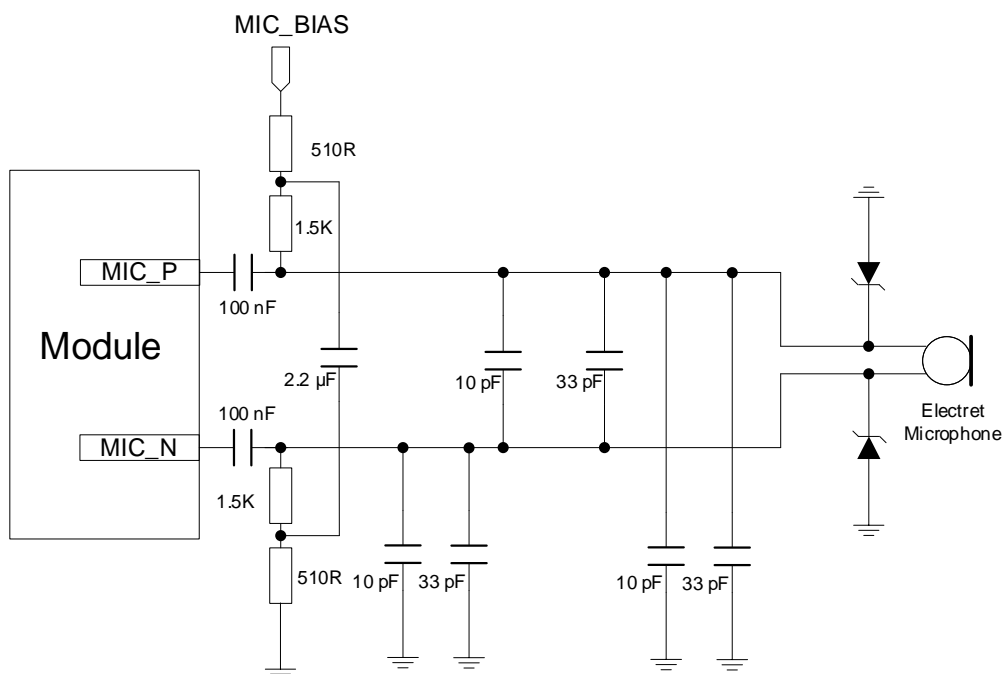 MIC_BIAS
510R
1.5K
MIC_P
100 nF
Module
2.2 µF
10 pF
33 pF
100 nF
Electret
Microphone
MIC_N
1.5K
510R
10 pF
33 pF
10 pF
33 pF